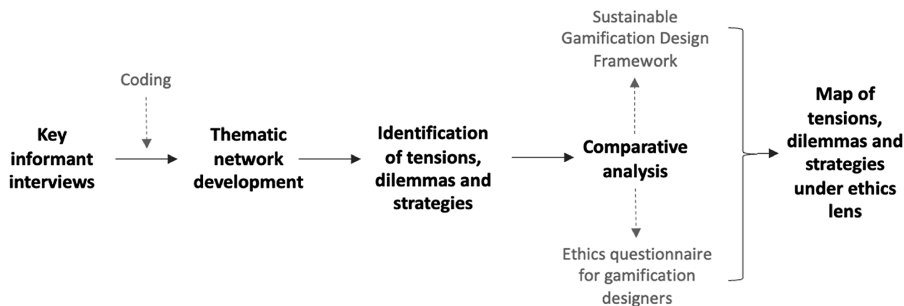 Coding
Key
informant
interviews
Thematic
network
development
Identification
of tensions,
dilemmas and
strategies
Sustainable
Gamification Design
Framework
Comparative
analysis
Ethics questionnaire
for gamification
designers
Map of
tensions,
dilemmas and
strategies
under ethics
lens